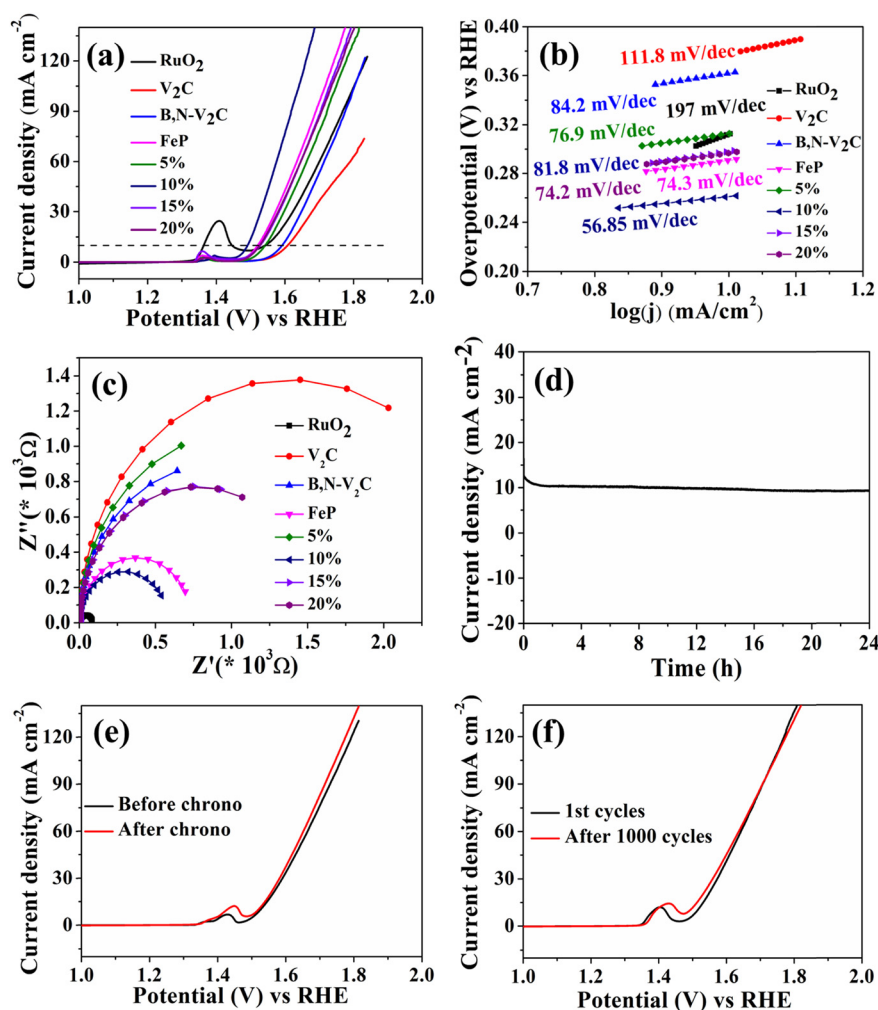 (a)
Current density (mA cm-2)
120
90
60
30
10
0
RuO2
V2C
B,N-V2C
FeP
5%
10%
15%
20%
1.0 1.2 1.4 1.6 1.8 2.0
Potential (V) vs RHE
(b)
Overpotential (V) vs RHE
0.40
0.36
0.32
0.28
0.24
0.20
111.8 mV/dec
84.2 mV/dec
197 mV/dec
76.9 mV/dec
81.8 mV/dec
74.2 mV/dec
74.3 mV/dec
56.85 mV/dec
RuO2
V2C
B,N-V2C
FeP
5%
10%
15%
20%
0.7 0.8 0.9 1.0 1.1 1.2
log(j) (mA/cm2)
(c)
Z''(* 103Ω)
1.4
1.2
1.0
0.8
0.6
0.4
0.2
0.0
RuO2
V2C
B,N-V2C
FeP
5%
10%
15%
20%
0.0 0.5 1.0 1.5 2.0 2.5
Z'(* 103Ω)
(d)
Current density (mA cm-2)
40
30
20
10
0
-10
-20
0 4 8 12 16 20 24
Time (h)
(e)
Current density (mA cm-2)
120
90
60
30
0
Before chrono
After chrono
1.0 1.2 1.4 1.6 1.8 2.0
Potential (V) vs RHE
(f)
Current density (mA cm-2)
120
90
60
30
0
1st cycles
After 1000 cycles
1.0 1.2 1.4 1.6 1.8 2.0
Potential (V) vs RHE